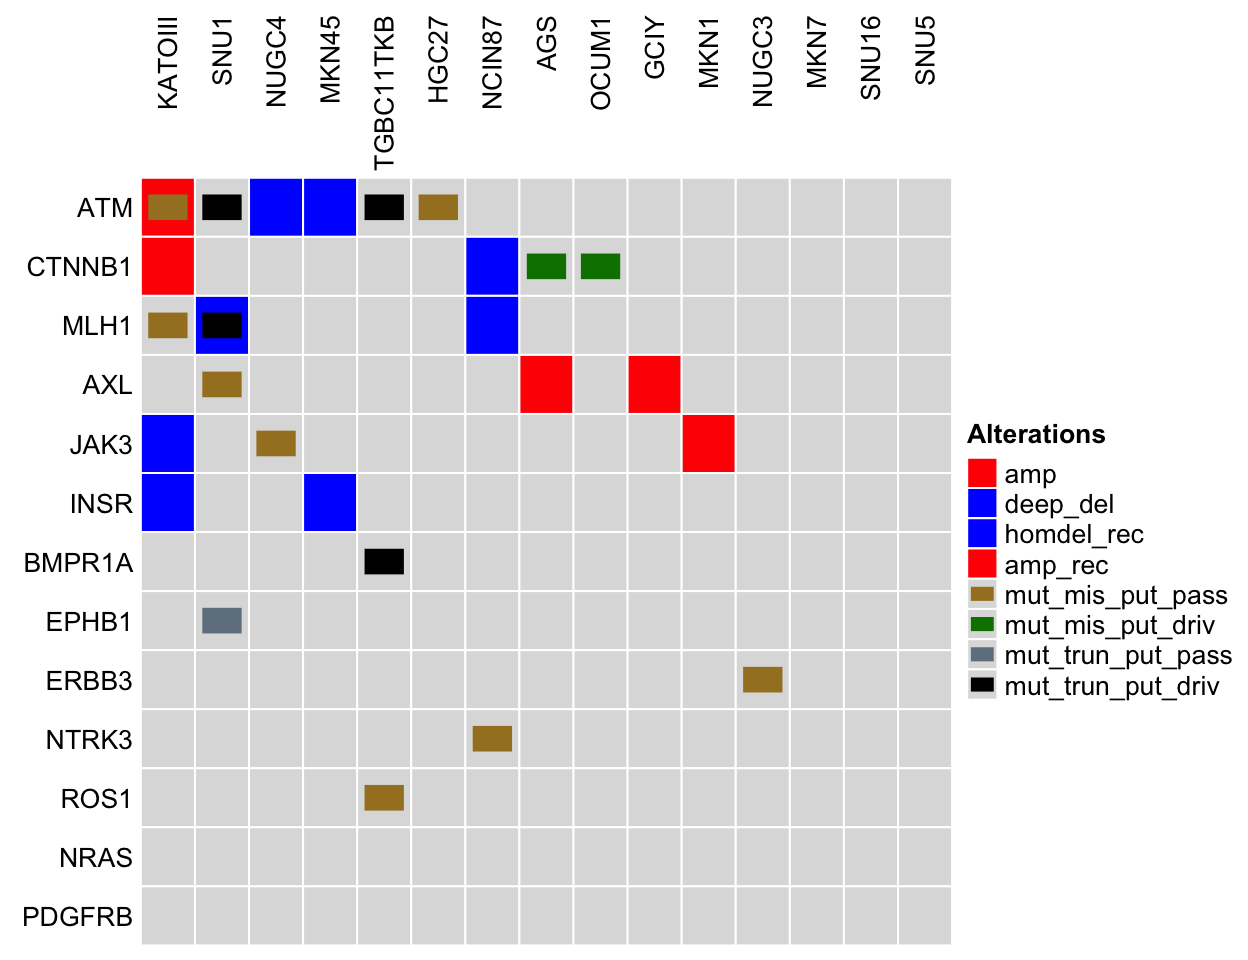 KATOIII
SNU1
NUGC4
MKN45
TGBC11TKB
HGC27
NCIN87
AGS
OCUM1
GCIY
MKN1
NUGC3
MKN7
SNU16
SNU5
ATM
CTNNB1
MLH1
AXL
JAK3
INSR
BMPR1A
EPHB1
ERBB3
NTRK3
ROS1
NRAS
PDGFRB
Alterations
amp
deep_del
homdel_rec
amp_rec
mut_mis_put_pass
mut_mis_put_driv
mut_trun_put_pass
mut_trun_put_driv